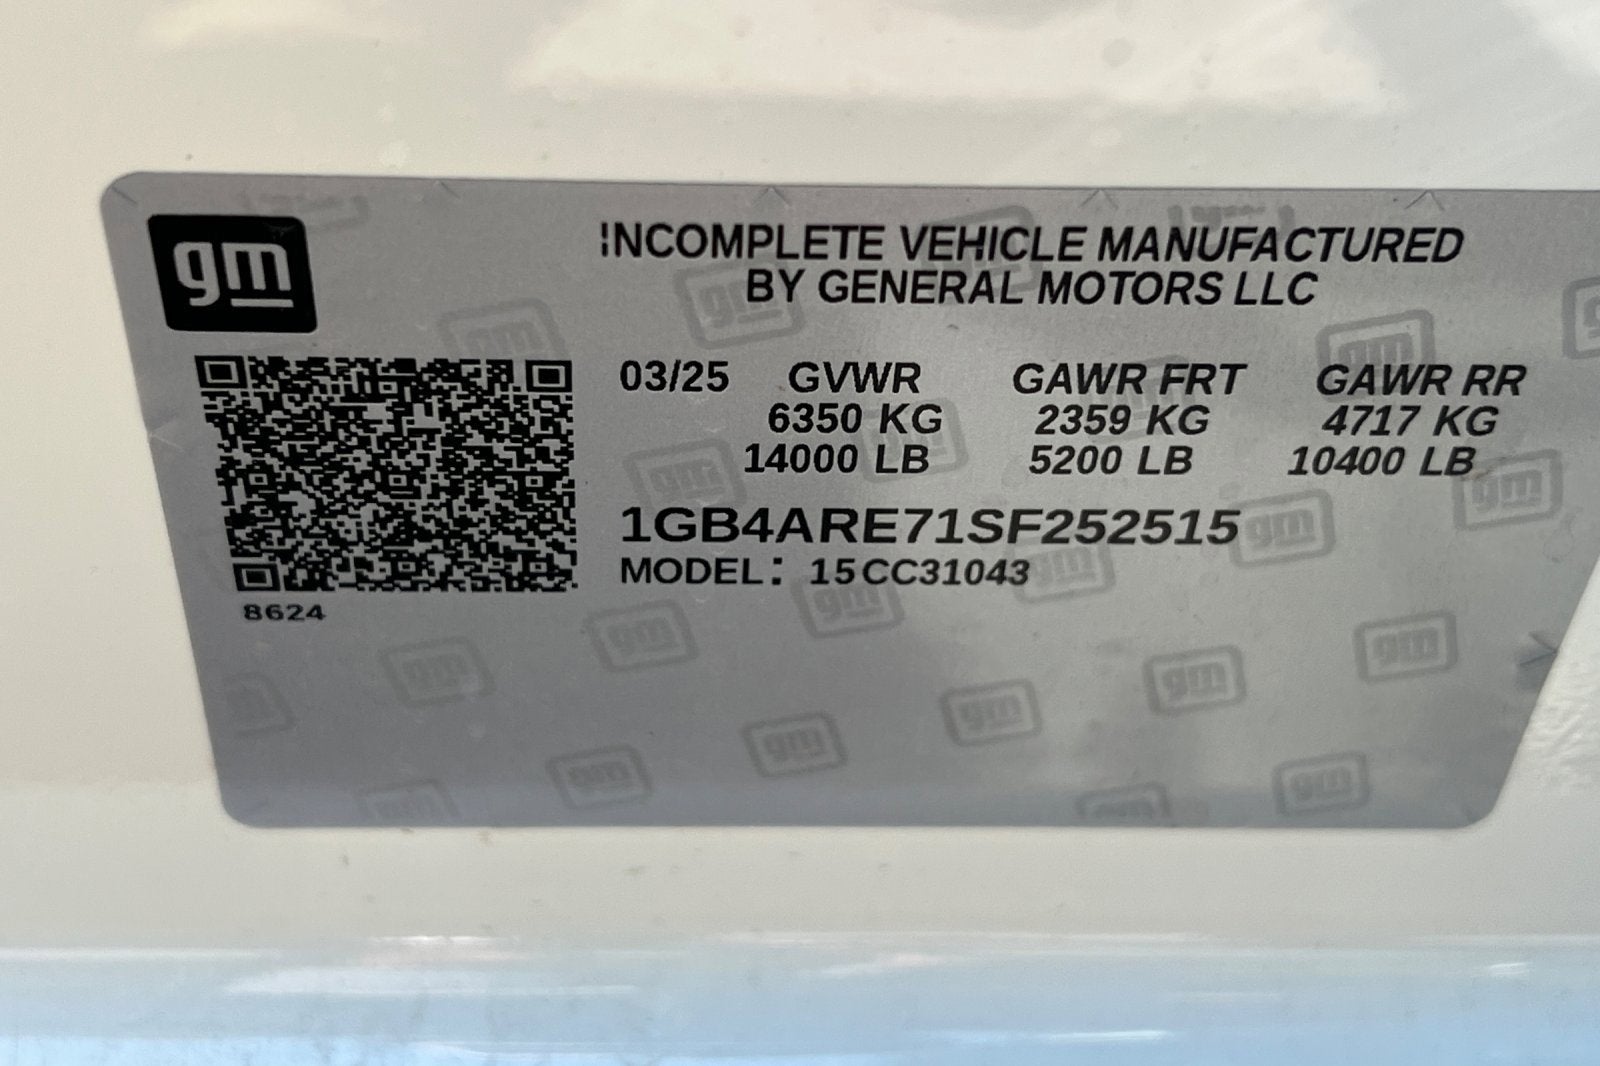 gm
INCOMPLETE VEHICLE MANUFACTURED
BY GENERAL MOTORS LLC
03/25 GVWR GAWR FRT GAWR RR
6350 KG 2359 KG 4717 KG
14000 LB 5200 LB 10400 LB
1GB4ARE71SF252515
MODEL: 15CC31043
8624